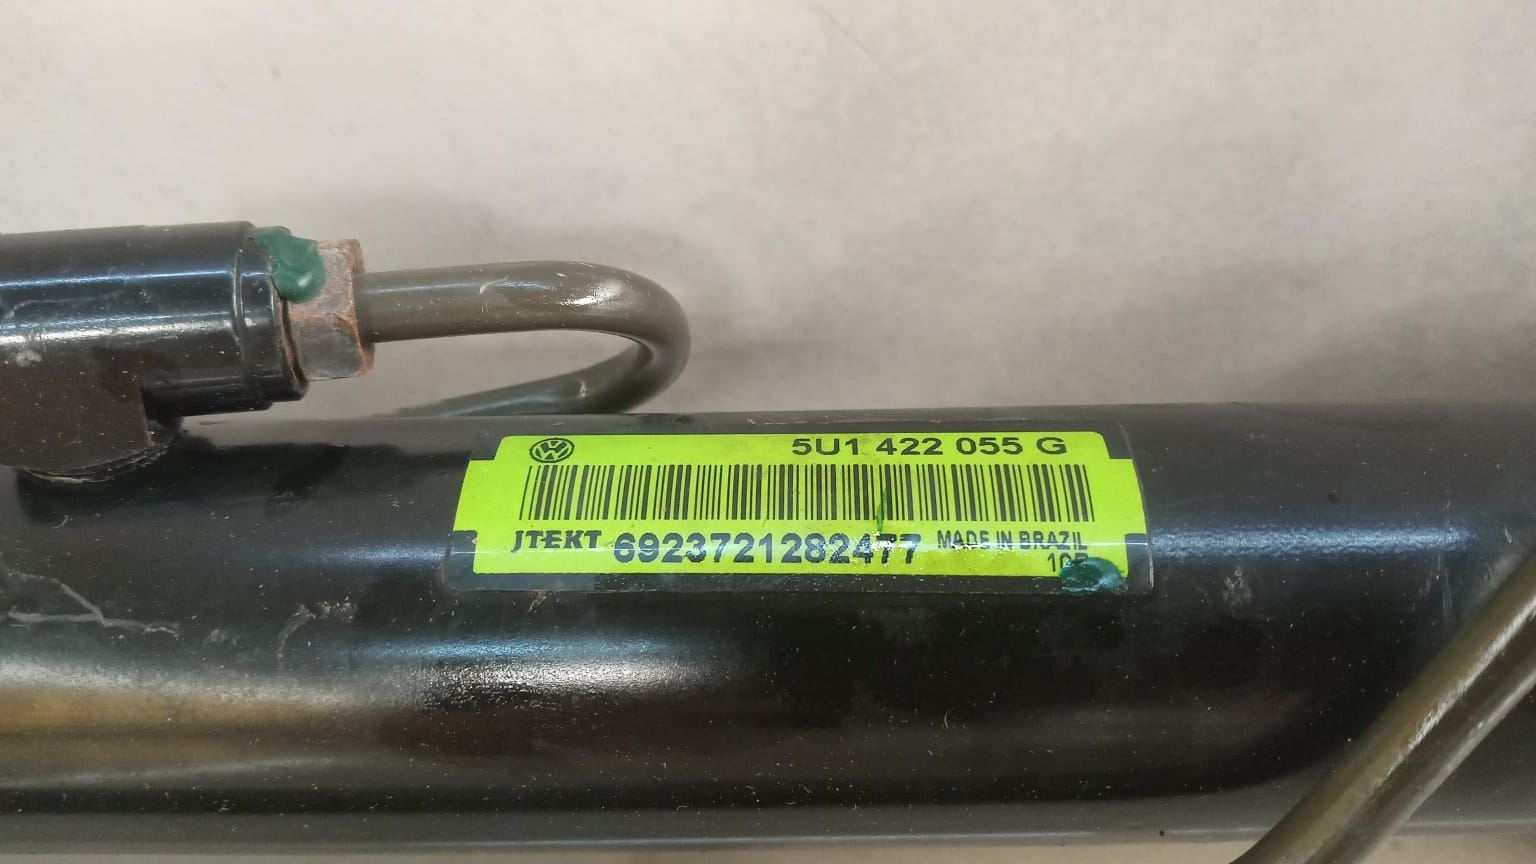 5U1 422 055 G
JTEKT 6923721282477 MADE IN BRAZIL